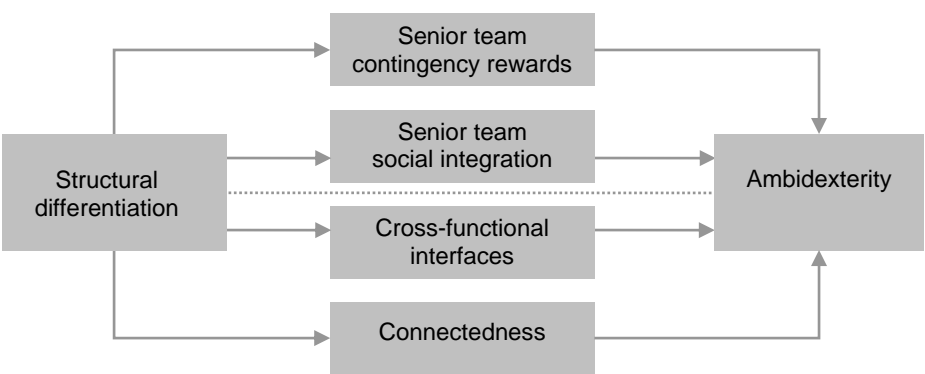 Senior team
contingency rewards
Senior team
social integration
Structural
differentiation
Ambidexterity
Cross-functional
interfaces
Connectedness